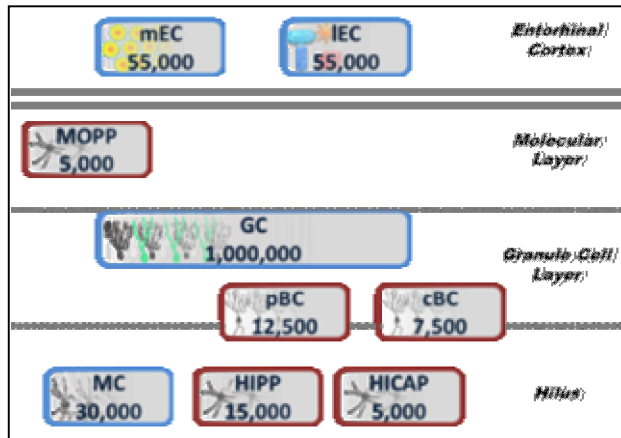 mEC
55,000
lEC
55,000
Entorhinal
Cortex
MOPP
5,000
Molecular
Layer
GC
1,000,000
Granule Cell
Layer
pBC
12,500
cBC
7,500
MC
30,000
HIPP
15,000
HICAP
5,000
Hilus